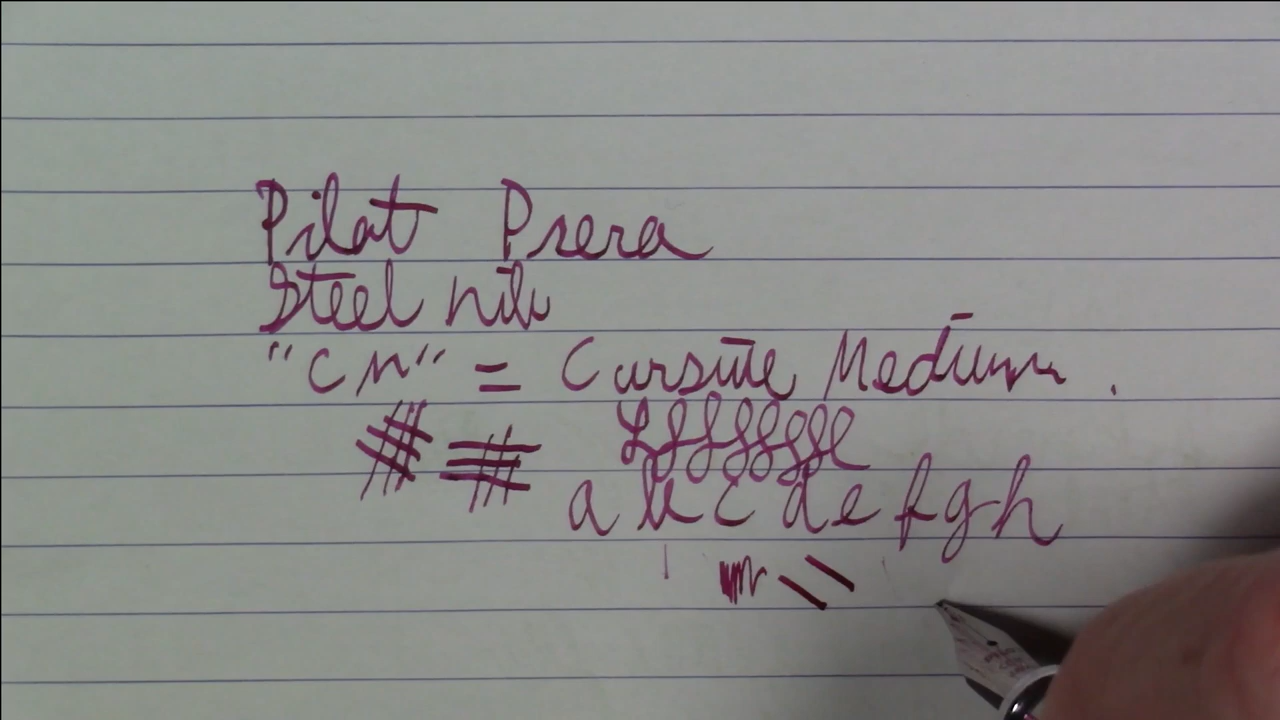 Pilot Prera
Steel nib
"CM" = Cursive Medium.
a b c d e f g h